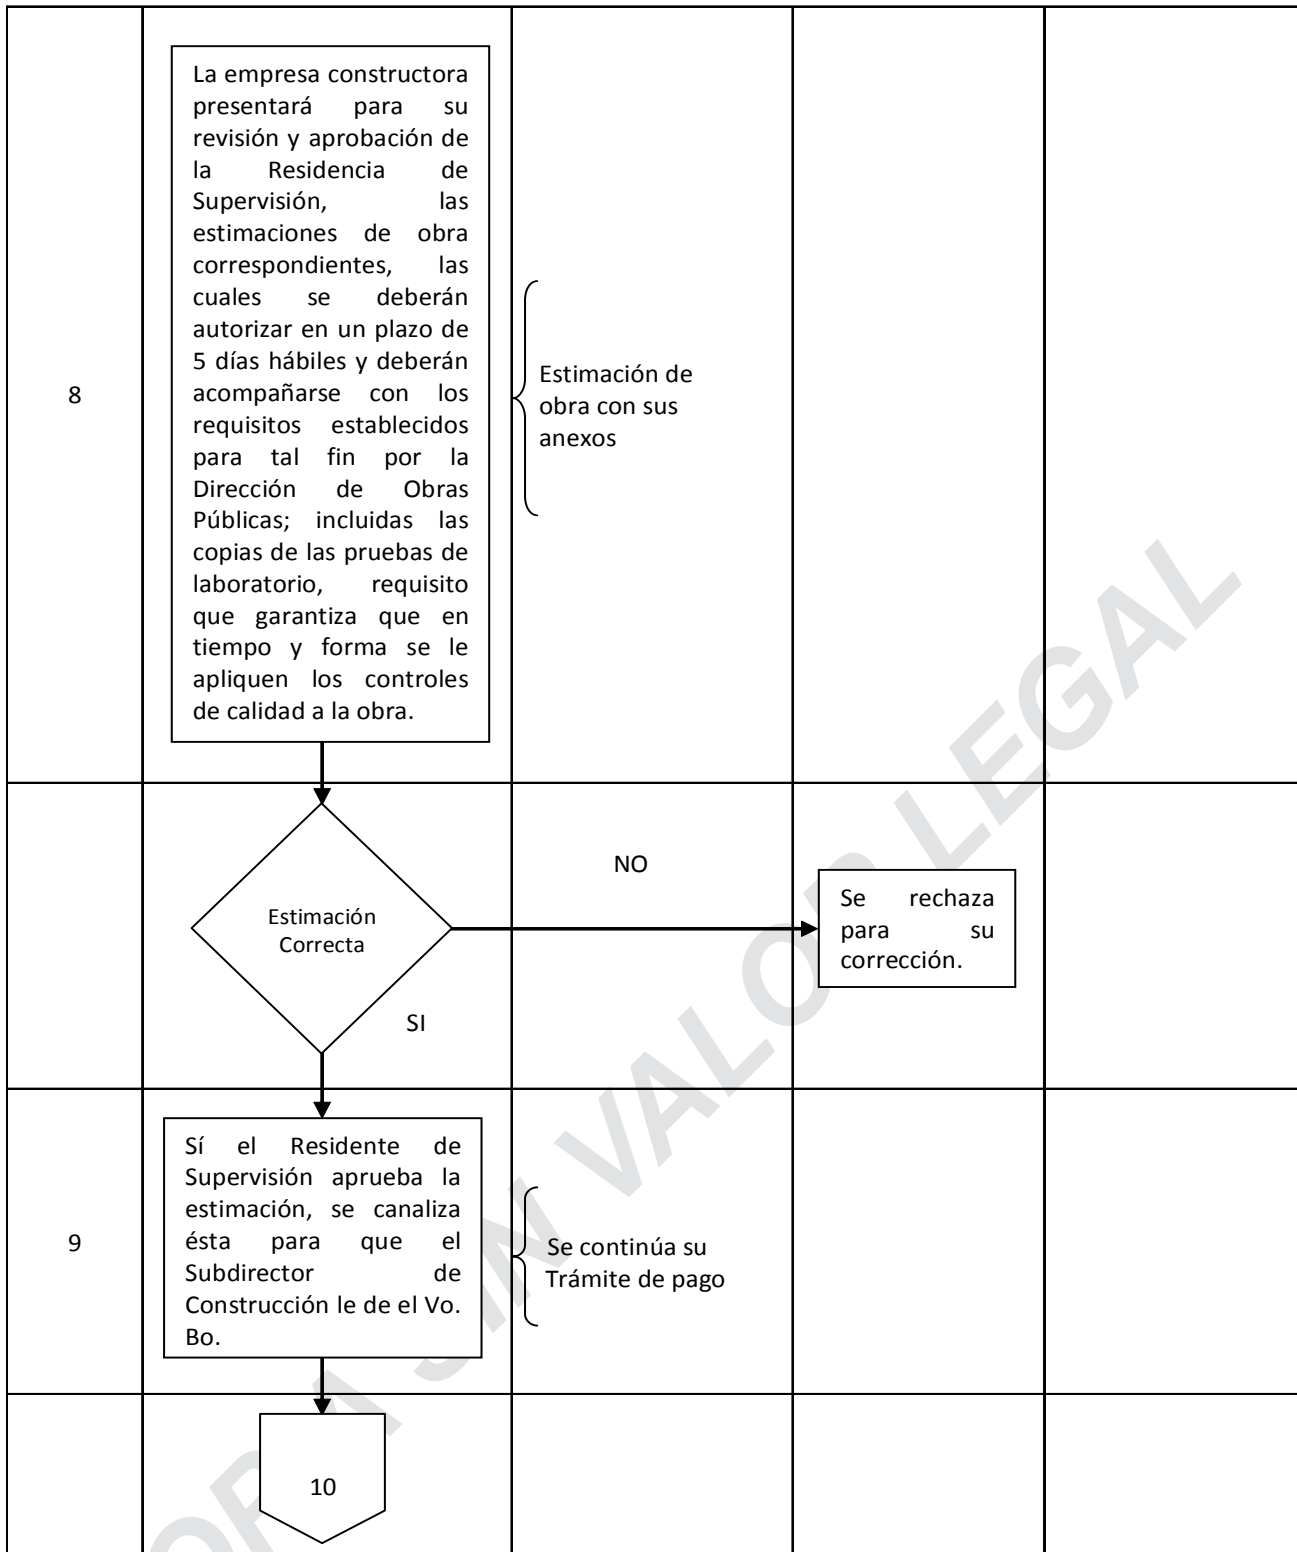 La empresa constructora
presentará para su
revisión y aprobación de
la Residencia de
Supervisión, las
estimaciones de obra
correspondientes, las
cuales se deberán
autorizar en un plazo de
5 días hábiles y deberán
acompañarse con los
requisitos establecidos
para tal fin por la
Dirección de Obras
Públicas; incluidas las
copias de las pruebas de
laboratorio, requisito
que garantiza que en
tiempo y forma se le
apliquen los controles
de calidad a la obra.
8
Estimación de
obra con sus
anexos
NO
Estimación
Correcta
Se rechaza
para su
corrección.
SI
Sí el Residente de
Supervisión aprueba la
estimación, se canaliza
ésta para que el
Subdirector de
Construcción le de el Vo.
Bo.
9
Se continúa su
Trámite de pago
10
SIN VALOR LEGAL